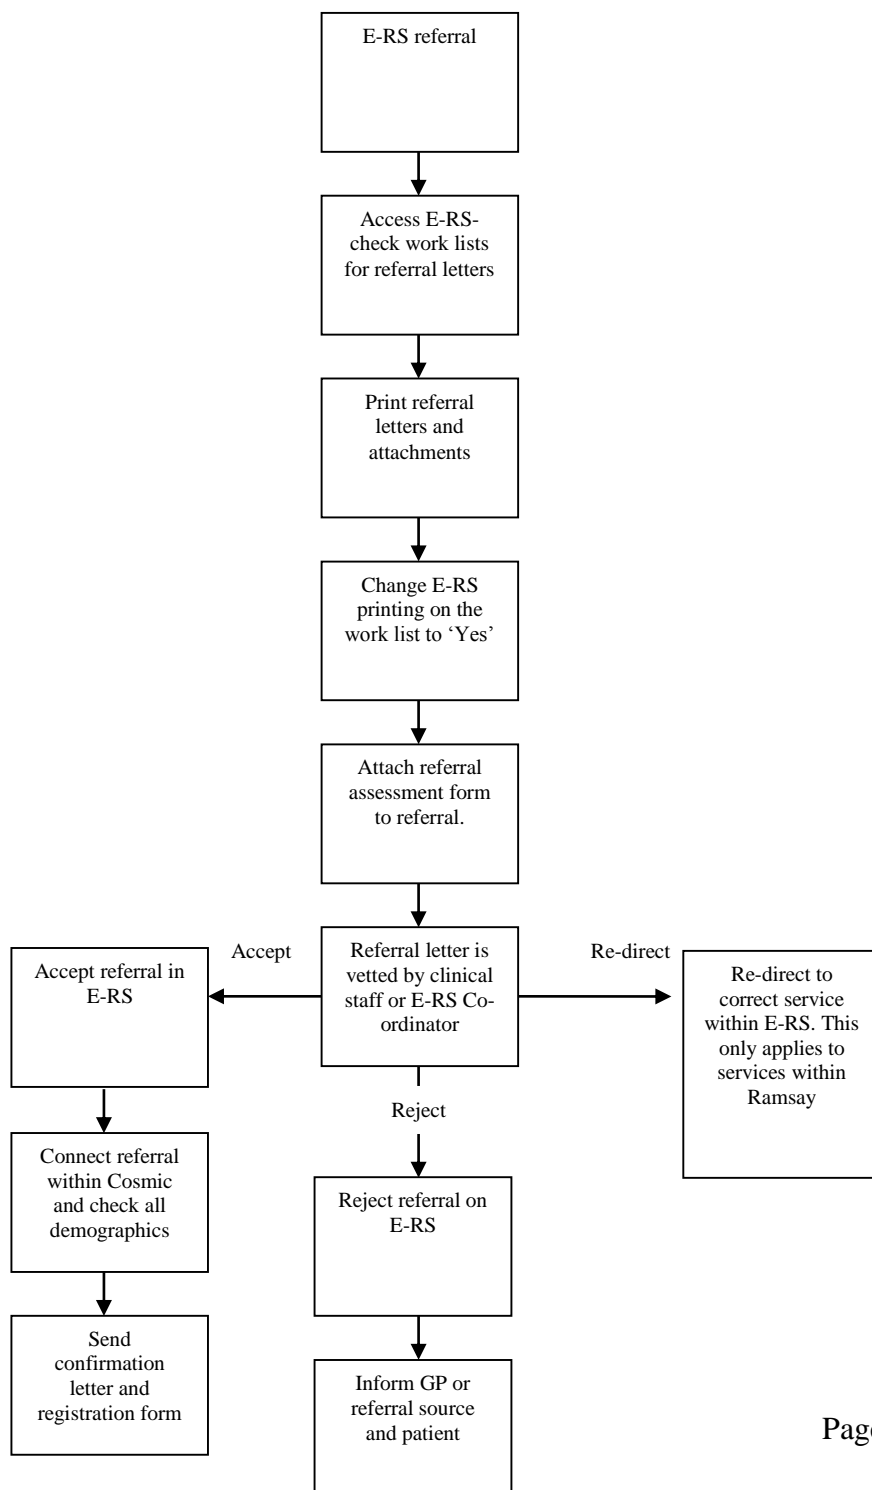 E-RS referral
Access E-RS-
check work lists
for referral letters
Print referral
letters and
attachments
Change E-RS
printing on the
work list to ‘Yes’
Attach referral
assessment form
to referral.
Referral letter is
vetted by clinical
staff or E-RS Co-
ordinator
Accept
Accept referral in
E-RS
Connect referral
within Cosmic
and check all
demographics
Send
confirmation
letter and
registration form
Reject
Reject referral on
E-RS
Inform GP or
referral source
and patient
Re-direct
Re-direct to
correct service
within E-RS. This
only applies to
services within
Ramsay
Page